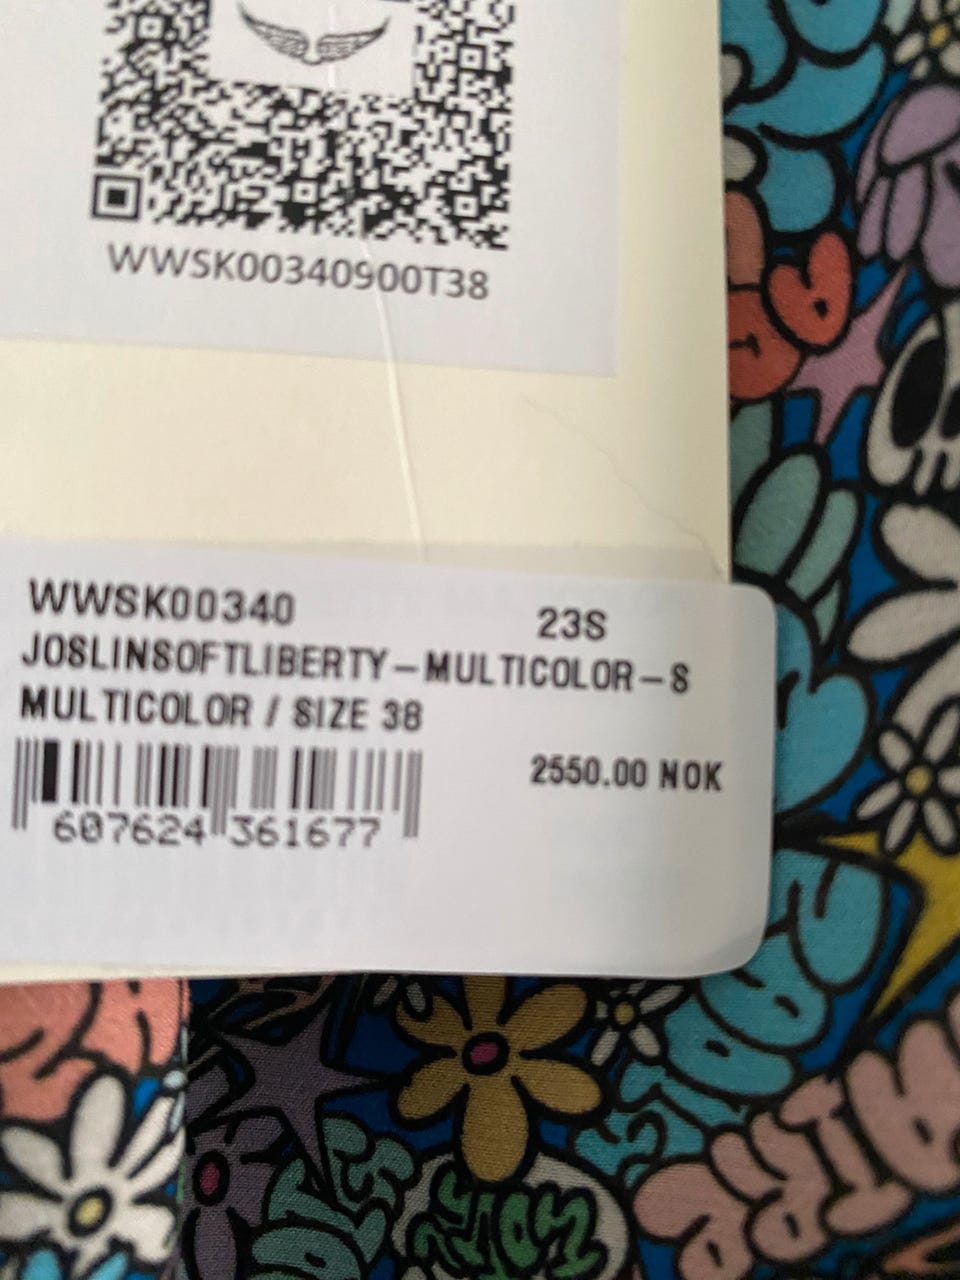 WWSK00340900T38
WWSK00340 23S
JOSLINSOFTLIBERTY-MULTICOLOR-S
MULTICOLOR / SIZE 38
2550.00 NOK
607624 361677